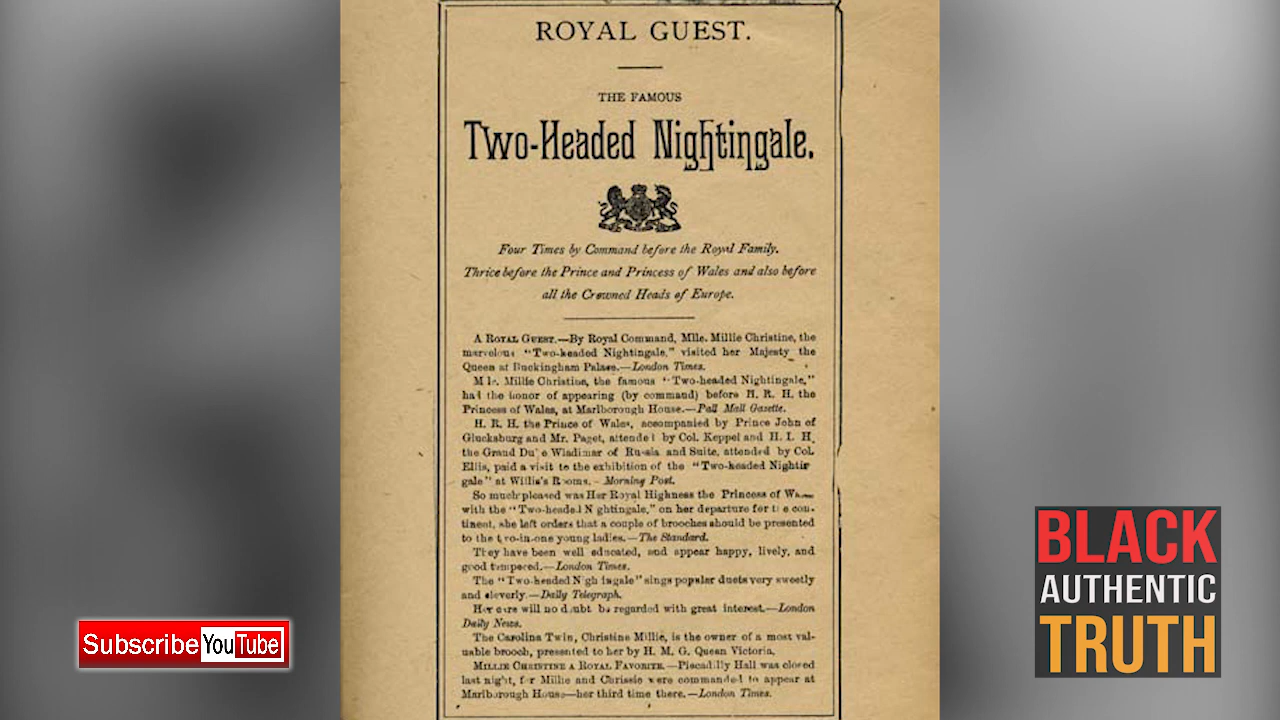 ROYAL GUEST.
THE FAMOUS
Two-Headed Nightingale.
Four Times by Command before the Royal Family.
Thrice before the Prince and Princess of Wales and also before
all the Crowned Heads of Europe.
A ROYAL GUEST.—By Royal Command, Mlle. Millie Christine, the
marvelous "Two-headed Nightingale," visited her Majesty the
Queen at Buckingham Palace.—London Times.
Mlle. Millie Christine, the famous "Two-headed Nightingale,"
had the honor of appearing (by command) before H. R. H. the
Princess of Wales, at Marlborough House.—Pall Mall Gazette.
H. R. H. the Prince of Wales, accompanied by Prince John of
Glucksburg and Mr. Paget, attended by Col. Keppel and H. I. H.
the Grand Duke Wladimar of Russia and Suite, attended by Col.
Ellis, paid a visit to the exhibition of the "Two-headed Nightin
gale" at Willis's Rooms.—Morning Post.
So much pleased was Her Royal Highness the Princess of Wales
with the "Two-headed Nightingale," on her departure for the con-
tinent, she left orders that a couple of brooches should be presented
to the two-in-one young ladies.—The Standard.
They have been well educated, and appear happy, lively, and
good tempered.—London Times.
The "Two-headed Nightingale" sings popular duets very sweetly
and cleverly.—Daily Telegraph.
Her care will no doubt be regarded with great interest.—London
Daily News.
The Carolina Twin, Christine Millie, is the owner of a most val-
uable brooch, presented to her by H. M. G. Queen Victoria.
MILLIE CHRISTINE A ROYAL FAVORITE.—Piccadilly Hall was closed
last night, for Millie and Chrissie were commanded to appear at
Marlborough House—her third time there.—London Times.
Subscribe YouTube
BLACK
AUTHENTIC
TRUTH